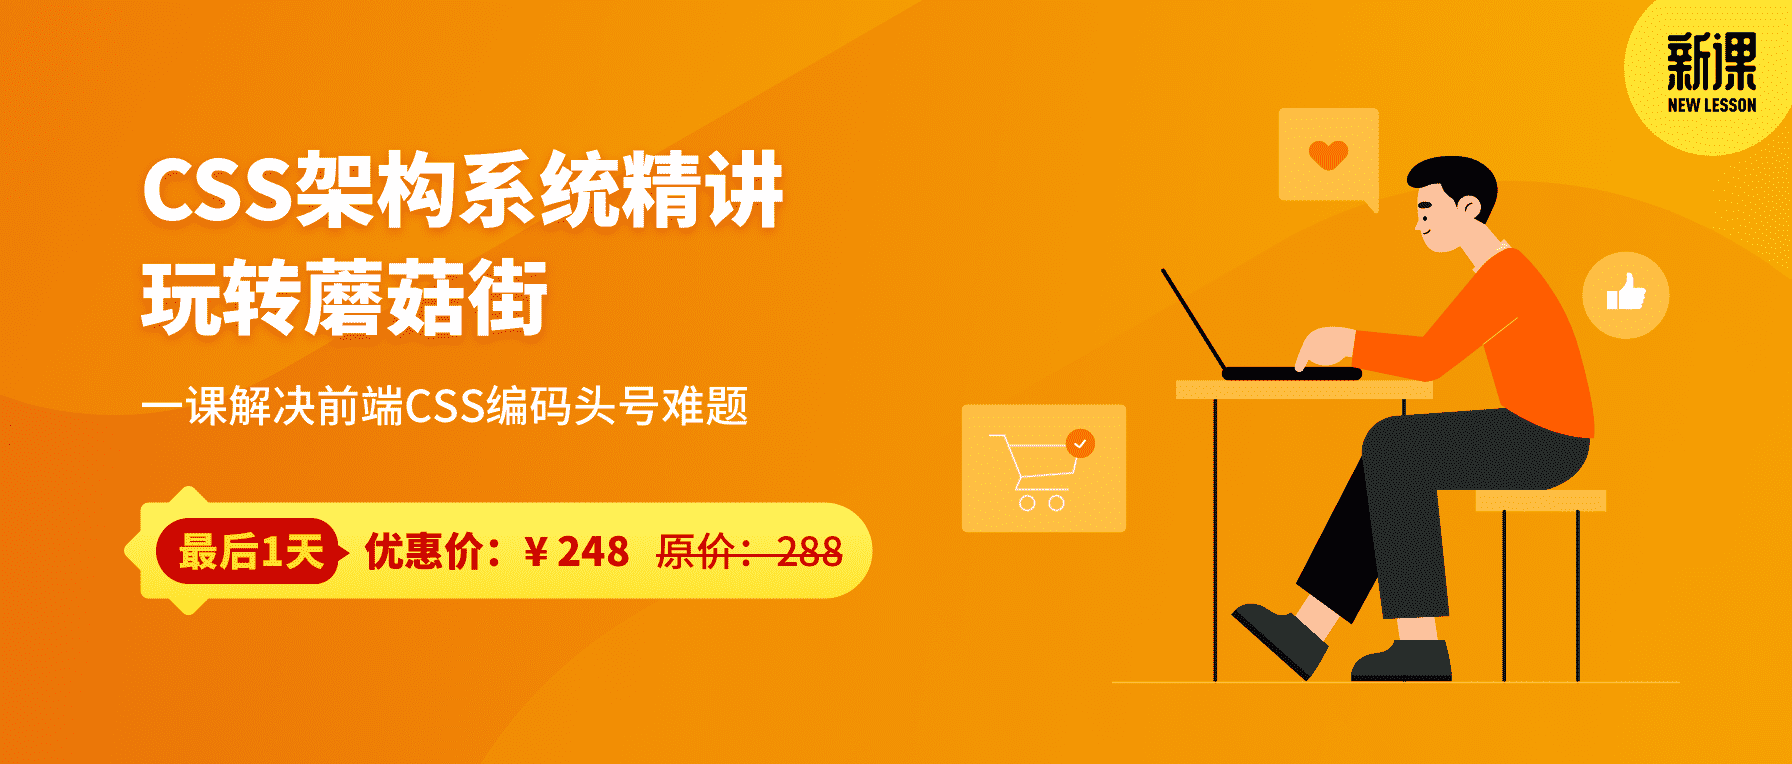 新课
NEW LESSON
CSS架构系统精讲
玩转蘑菇街
一课解决前端CSS编码头号难题
最后1天 优惠价：¥ 248 原价：288